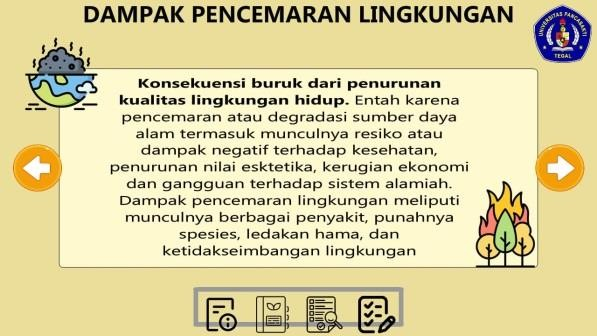 DAMPAK PENCEMARAN LINGKUNGAN
UNIVERSITAS PANCASAKTI
TEGAL
Konsekuensi buruk dari penurunan
kualitas lingkungan hidup. Entah karena
pencemaran atau degradasi sumber daya
alam termasuk munculnya resiko atau
dampak negatif terhadap kesehatan,
penurunan nilai esktetika, kerugian ekonomi
dan gangguan terhadap sistem alamiah.
Dampak pencemaran lingkungan meliputi
munculnya berbagai penyakit, punahnya
spesies, ledakan hama, dan
ketidakseimbangan lingkungan